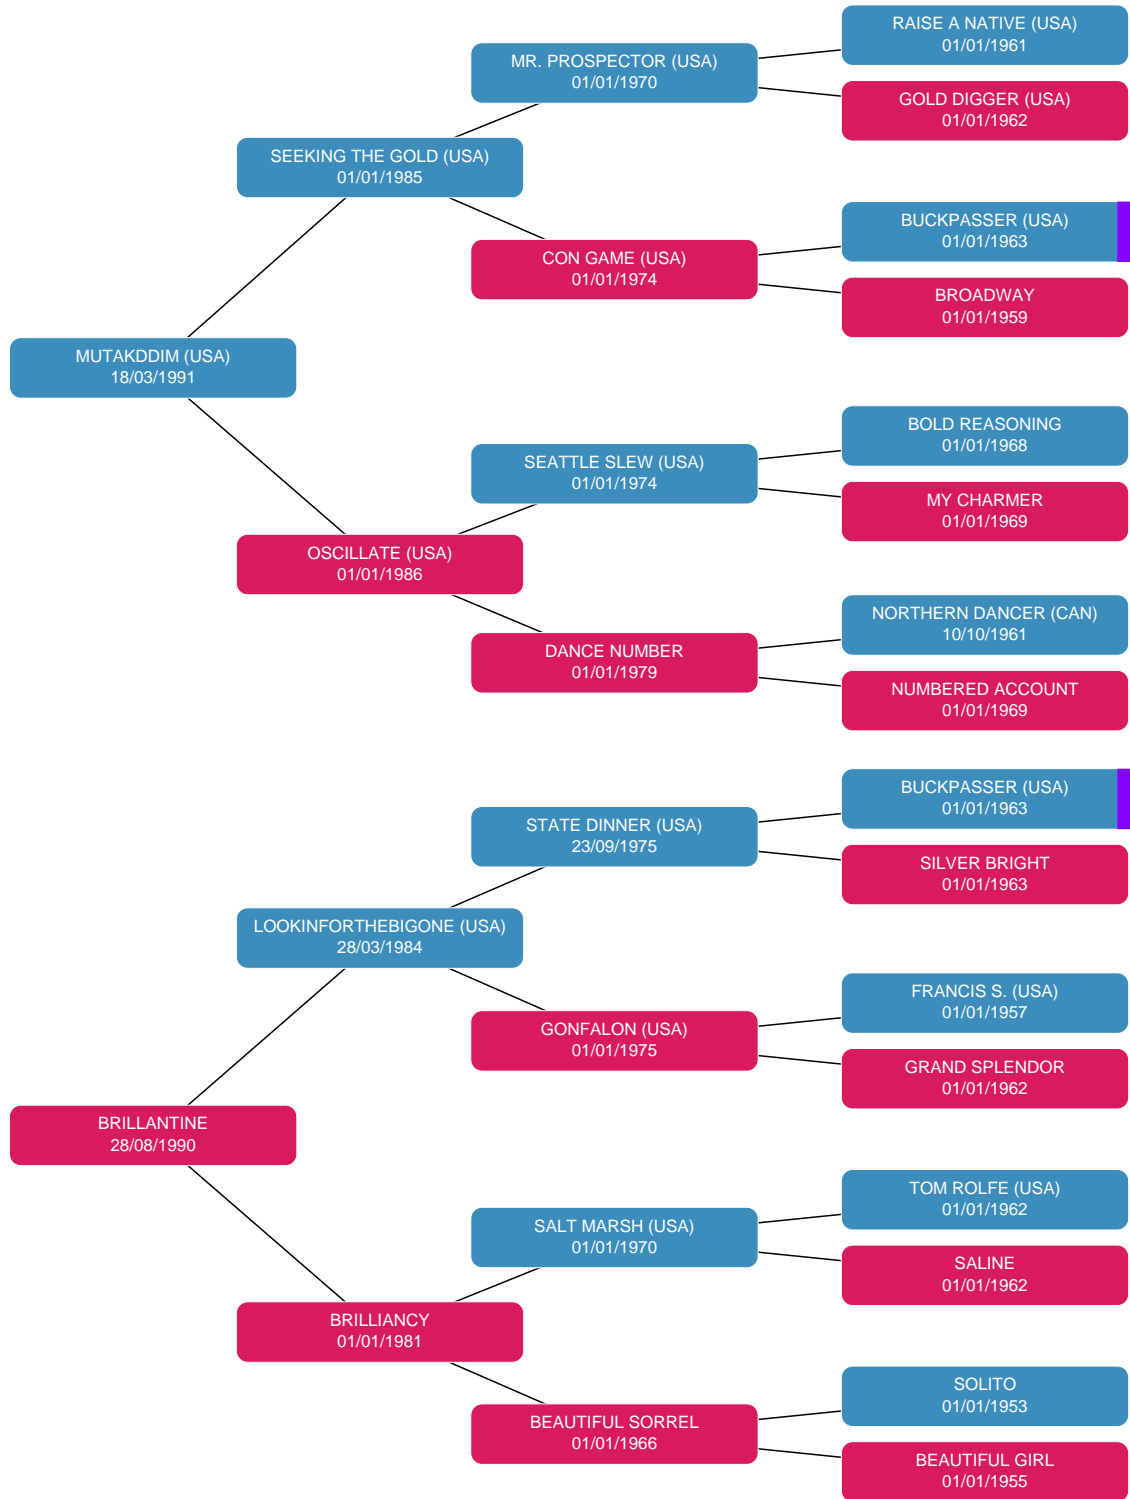 RAISE A NATIVE (USA)
01/01/1961
MR. PROSPECTOR (USA)
01/01/1970
GOLD DIGGER (USA)
01/01/1962
SEEKING THE GOLD (USA)
01/01/1985
BUCKPASSER (USA)
01/01/1963
CON GAME (USA)
01/01/1974
BROADWAY
01/01/1959
MUTAKDDIM (USA)
18/03/1991
BOLD REASONING
01/01/1968
SEATTLE SLEW (USA)
01/01/1974
MY CHARMER
01/01/1969
OSCILLATE (USA)
01/01/1986
NORTHERN DANCER (CAN)
10/10/1961
DANCE NUMBER
01/01/1979
NUMBERED ACCOUNT
01/01/1969
BUCKPASSER (USA)
01/01/1963
STATE DINNER (USA)
23/09/1975
SILVER BRIGHT
01/01/1963
LOOKINFORTHEBIGONE (USA)
28/03/1984
FRANCIS S. (USA)
01/01/1957
GONFALON (USA)
01/01/1975
GRAND SPLENDOR
01/01/1962
BRILLANTINE
28/08/1990
TOM ROLFE (USA)
01/01/1962
SALT MARSH (USA)
01/01/1970
SALINE
01/01/1962
BRILLIANCY
01/01/1981
SOLITO
01/01/1953
BEAUTIFUL SORREL
01/01/1966
BEAUTIFUL GIRL
01/01/1955